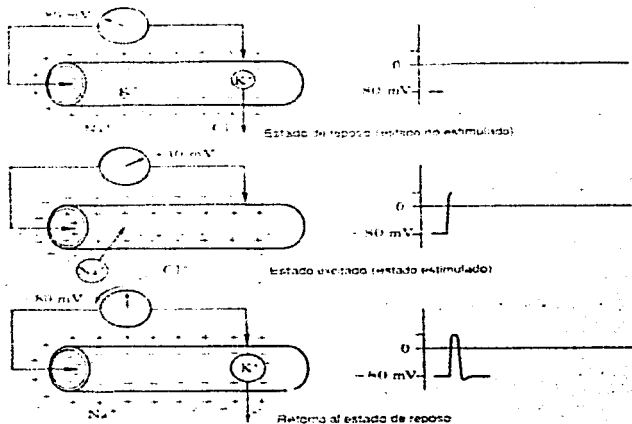 80 mV
K⁺
K⁺
Na⁺
Cl
0
80 mV
Estado de reposo (estado no estimulado)
+40 mV
Na⁺
Cl⁻
0
- 80 mV
Estado excitado (estado estimulado)
- 80 mV
K⁺
Na⁺
0
- 80 mV
Retorna al estado de reposo